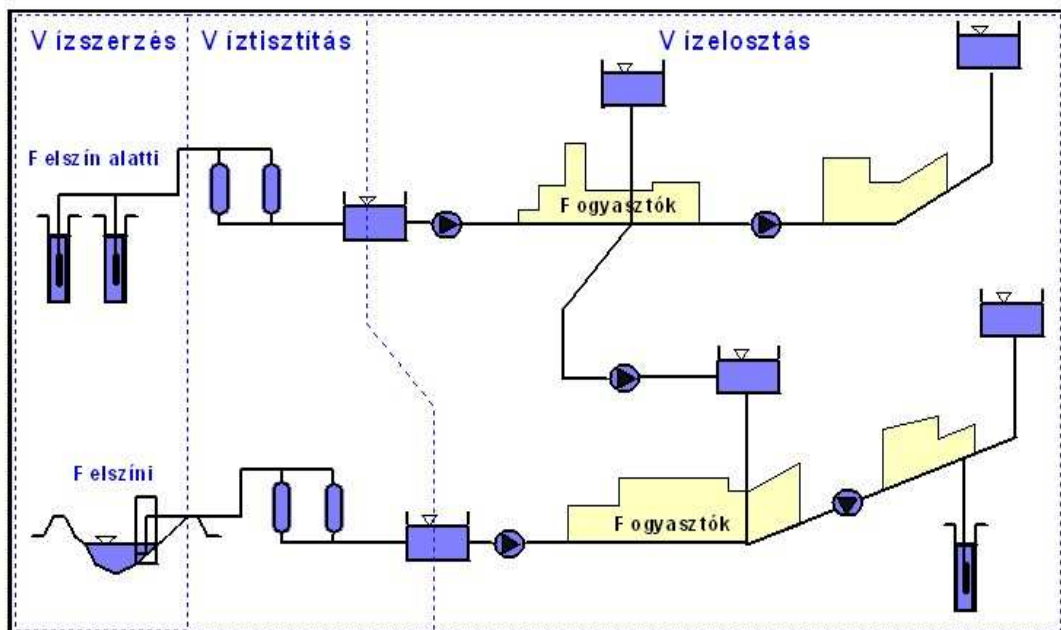 Vízszerzés
Víztisztítás
Vízelosztás
Felszín alatti
Fogyasztók
Felszíni
Fogyasztók